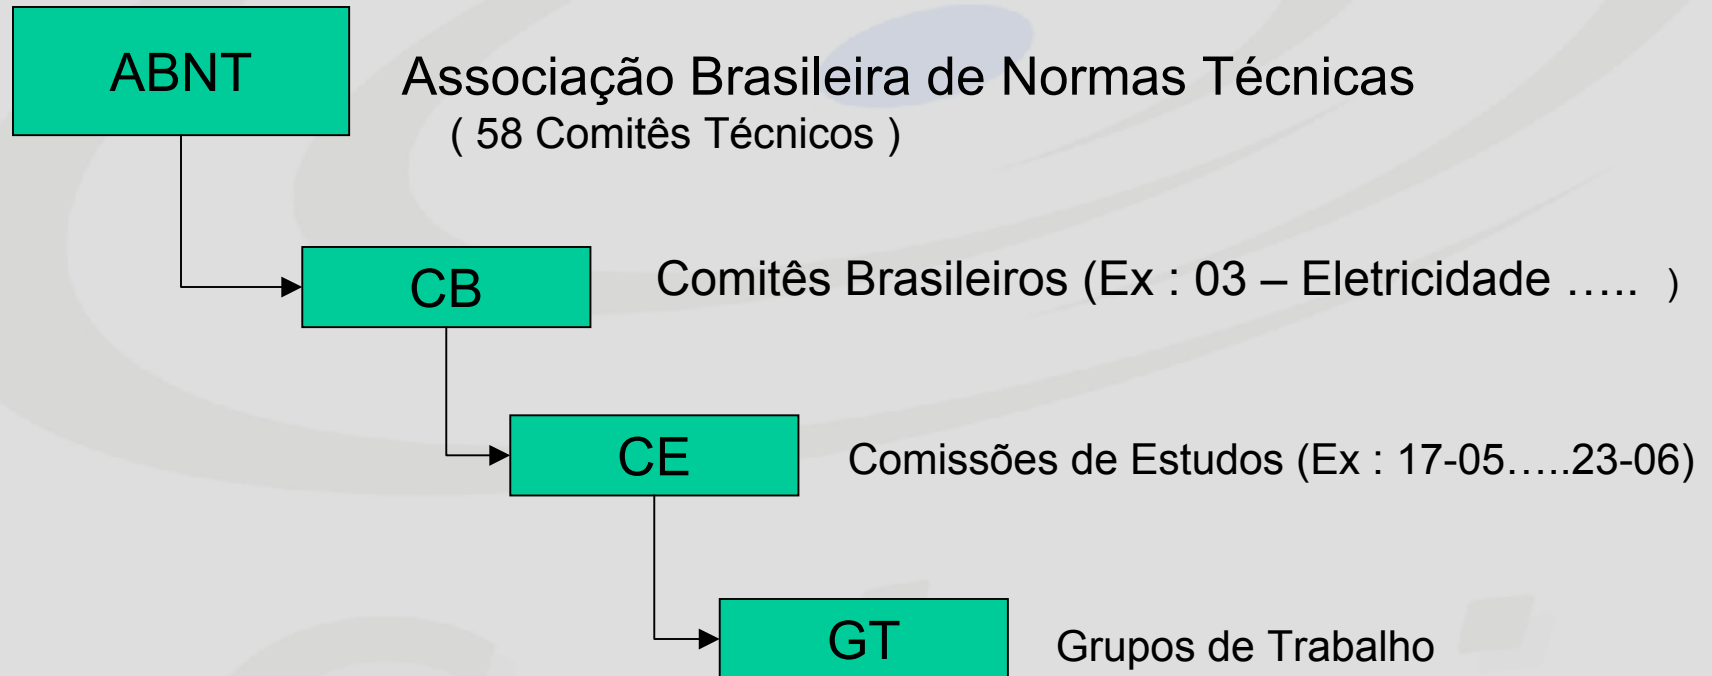 ABNT
Associação Brasileira de Normas Técnicas
( 58 Comitês Técnicos )
CB
Comitês Brasileiros (Ex : 03 – Eletricidade ….. )
CE
Comissões de Estudos (Ex : 17-05…..23-06)
GT
Grupos de Trabalho